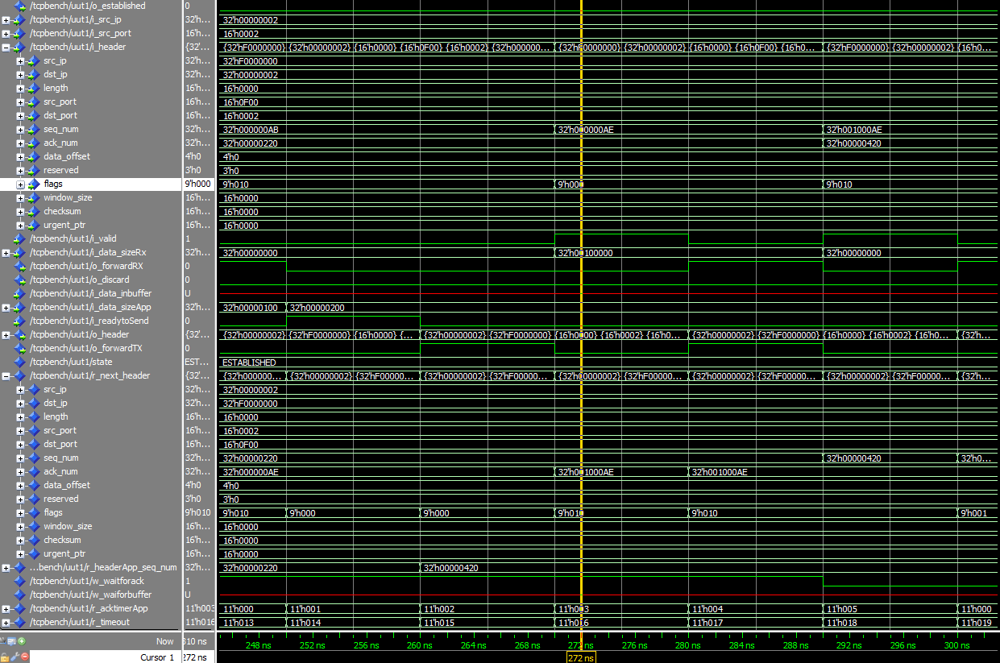 /tcpbench/uut1/o_established 0
/tcpbench/uut1/i_src_ip 32'h... 32'h00000002
/tcpbench/uut1/i_src_port 16'h... 16'h0002
/tcpbench/uut1/i_header {32'... {32'hF0000000} {32'h00000002} {16'h0000} {16'h0F00} {16'h0002} {32'h000000... {32'hF0000000} {32'h00000002} {16'h0000} {16'h0F00} {16'h0... {32'hF0000000} {32'h00000002} {16'h0...
src_ip 32'h... 32'hF0000000
dst_ip 32'h... 32'h00000002
length 16'h... 16'h0000
src_port 16'h... 16'h0F00
dst_port 16'h... 16'h0002
seq_num 32'h... 32'h000000AB 32'h000000AE 32'h001000AE
ack_num 32'h... 32'h00000220 32'h00000420
data_offset 4'h0 4'h0
reserved 3'h0 3'h0
flags 9'h000 9'h010 9'h000 9'h010
window_size 16'h... 16'h0000
checksum 16'h... 16'h0000
urgent_ptr 16'h... 16'h0000
/tcpbench/uut1/i_valid 1
/tcpbench/uut1/i_data_sizeRx 32'h... 32'h00000000 32'h00100000 32'h00000000
/tcpbench/uut1/o_forwardRX 0
/tcpbench/uut1/o_discard 0
/tcpbench/uut1/i_data_inbuffer U
/tcpbench/uut1/i_data_sizeApp 32'h... 32'h00000100 32'h00000200
/tcpbench/uut1/i_readytoSend 0
/tcpbench/uut1/o_header {32'... {32'h00000002} {32'hF0000000} {16'h0000} {... {32'h00000002} {32'hF0000000} {16'h0000} {16'h0002} {16'h0... {32'h00000002} {32'hF0000000} {16'h0000} {16'h0002} {16'h0... {32'h...
/tcpbench/uut1/o_forwardTX 0
/tcpbench/uut1/state EST... ESTABLISHED
/tcpbench/uut1/r_next_header {32'... {32'h000000... {32'h00000002} {32'hF00000... {32'h00000002} {32'hF00000... {32'h00000002} {32'hF00000... {32'h00000002} {32'hF00000... {32'h00000002} {32'hF00000... {32'h...
src_ip 32'h... 32'h00000002
dst_ip 32'h... 32'hF0000000
length 16'h... 16'h0000
src_port 16'h... 16'h0002
dst_port 16'h... 16'h0F00
seq_num 32'h... 32'h00000220 32'h00000420 32'h0...
ack_num 32'h... 32'h000000AE 32'h001000AE 32'h001000AE
data_offset 4'h0 4'h0
reserved 3'h0 3'h0
flags 9'h010 9'h010 9'h000 9'h000 9'h010 9'h010 9'h001
window_size 16'h... 16'h0000
checksum 16'h... 16'h0000
urgent_ptr 16'h... 16'h0000
...bench/uut1/r_headerApp_seq_num 32'h... 32'h00000220 32'h00000420
/tcpbench/uut1/w_waitforack 1
/tcpbench/uut1/w_waiforbuffer U
/tcpbench/uut1/r_acktimerApp 11'h003 11'h000 11'h001 11'h002 11'h003 11'h004 11'h005 11'h000
/tcpbench/uut1/r_timeout 11'h016 11'h013 11'h014 11'h015 11'h016 11'h017 11'h018 11'h019
Now 310 ns 248 ns 252 ns 256 ns 260 ns 264 ns 268 ns 272 ns 276 ns 280 ns 284 ns 288 ns 292 ns 296 ns 300 ns
Cursor 1 272 ns 272 ns